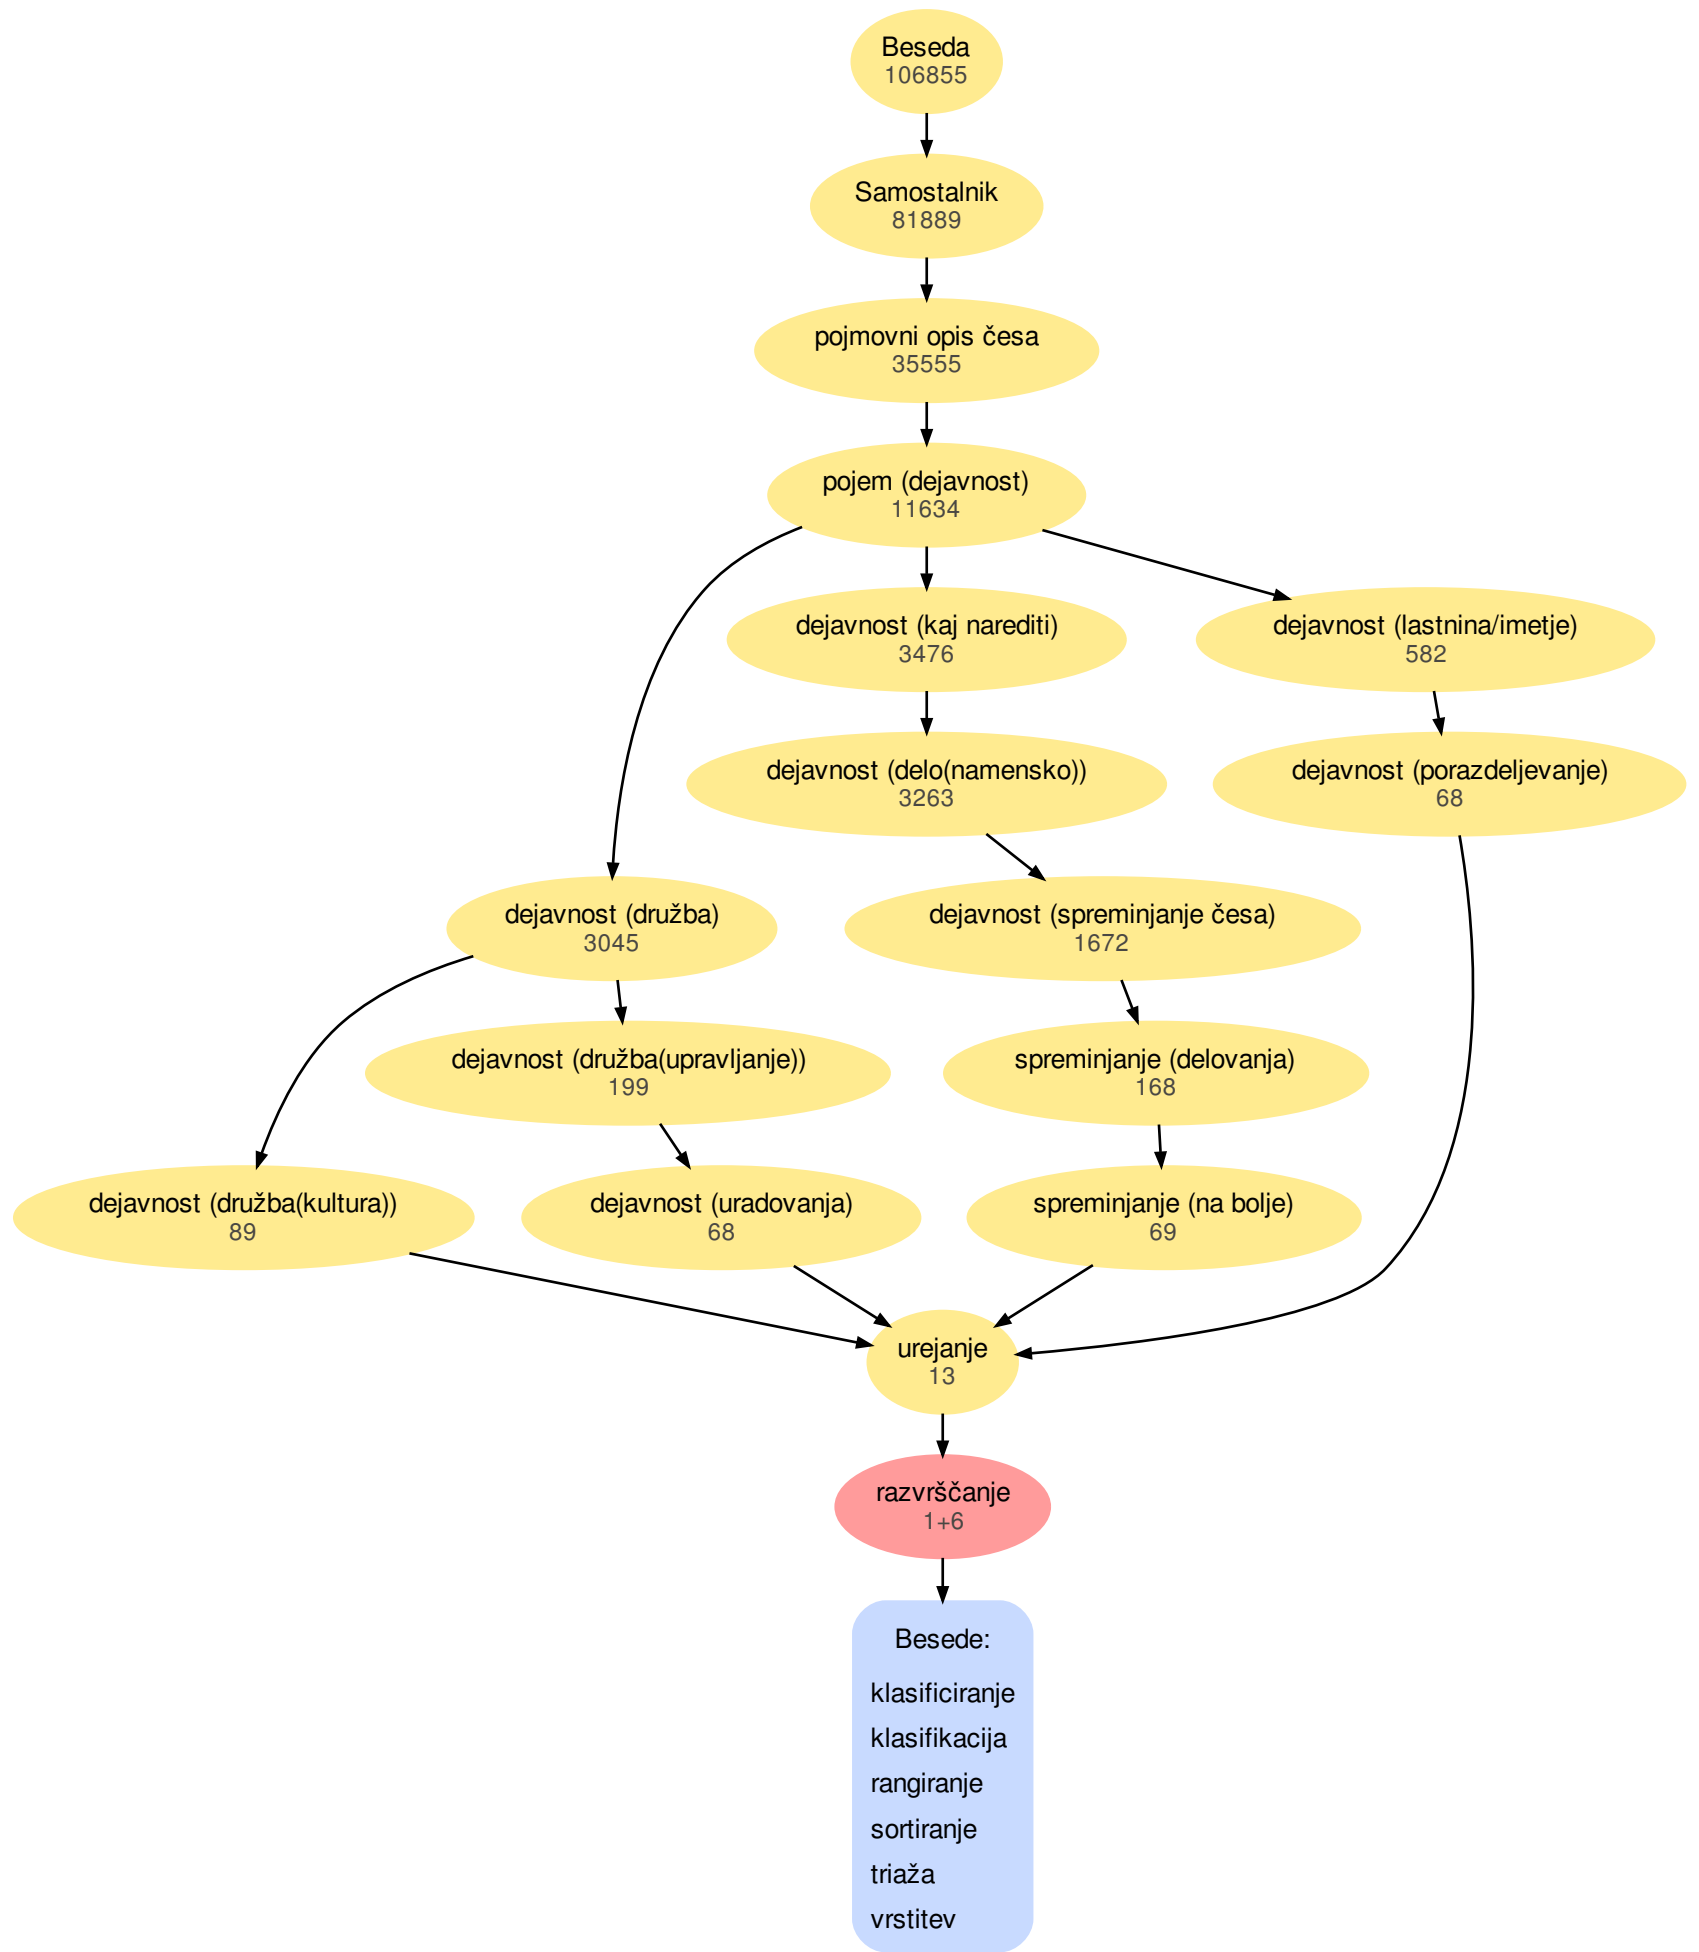 Beseda
106855
Samostalnik
81889
pojmovni opis česa
35555
pojem (dejavnost)
11634
dejavnost (kaj narediti)
3476
dejavnost (lastnina/imetje)
582
dejavnost (delo(namensko))
3263
dejavnost (porazdeljevanje)
68
dejavnost (družba)
3045
dejavnost (spreminjanje česa)
1672
dejavnost (družba(upravljanje))
199
spreminjanje (delovanja)
168
dejavnost (družba(kultura))
89
dejavnost (uradovanja)
68
spreminjanje (na bolje)
69
urejanje
13
razvrščanje
1+6
Besede:
klasificiranje
klasifikacija
rangiranje
sortiranje
triaža
vrstitev